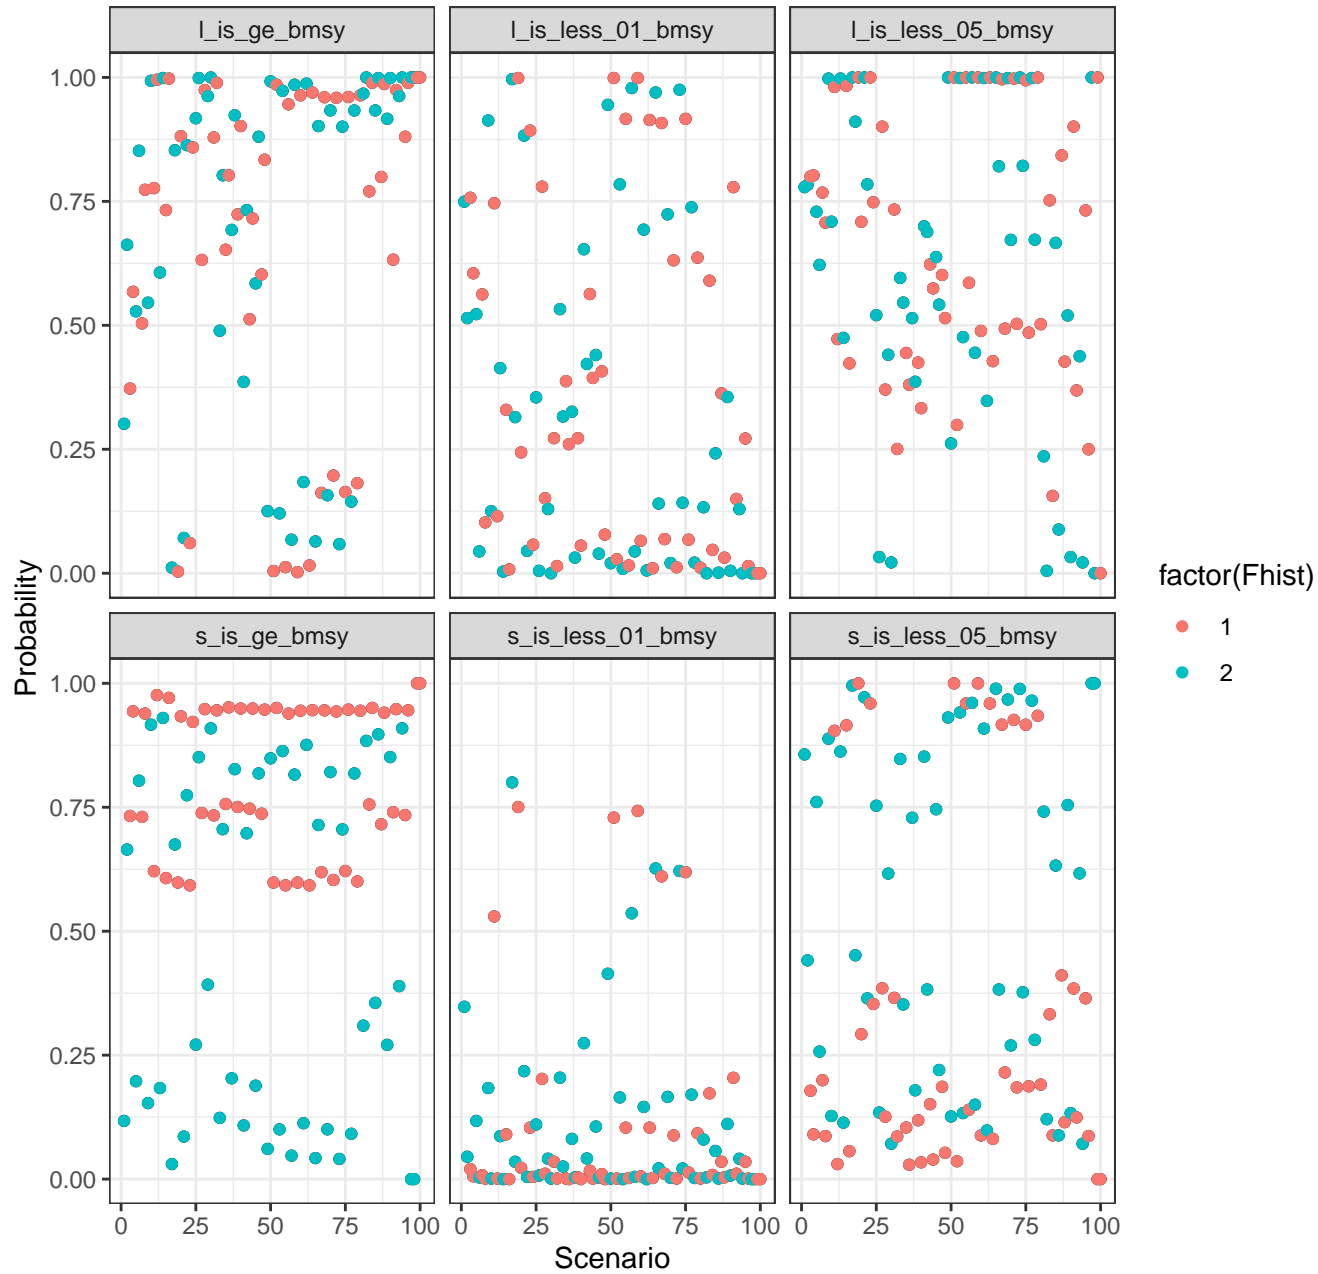 l_is_ge_bmsy l_is_less_01_bmsy l_is_less_05_bmsy
1.00
0.75
0.50
0.25
0.00
Probability
s_is_ge_bmsy s_is_less_01_bmsy s_is_less_05_bmsy
1.00
0.75
0.50
0.25
0.00
0 25 50 75 100 0 25 50 75 100 0 25 50 75 100
Scenario
factor(Fhist)
1
2